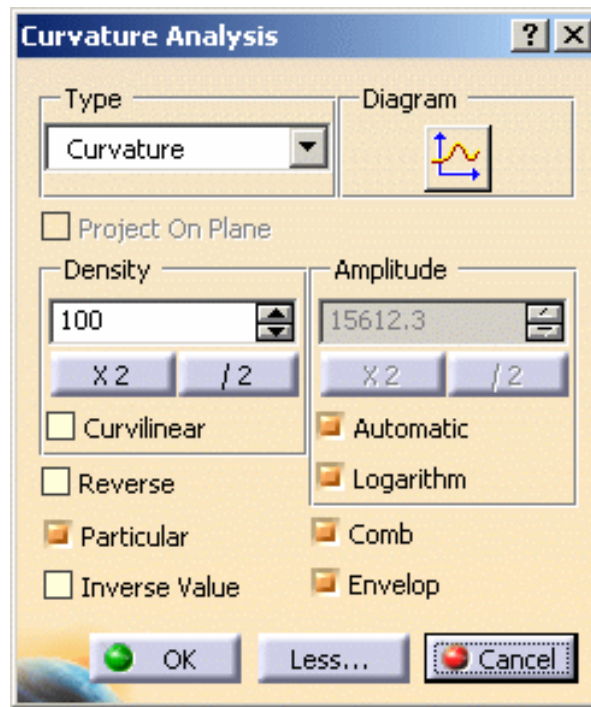 Curvature Analysis
Type
Diagram
Curvature
Project On Plane
Density
Amplitude
100
15612.3
X 2 / 2
X 2 / 2
Curvilinear
Automatic
Reverse
Logarithm
Particular
Comb
Inverse Value
Envelop
OK
Less...
Cancel